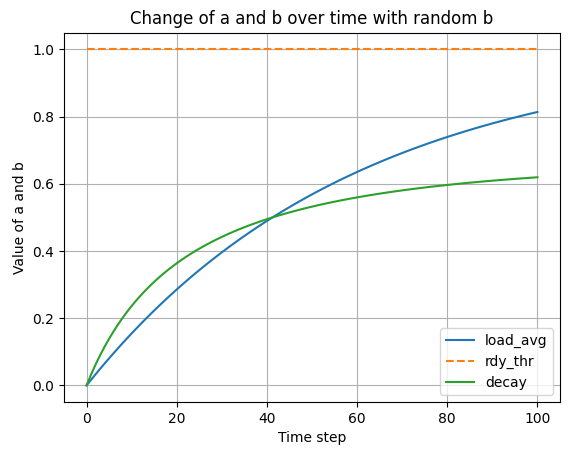 Change of a and b over time with random b
Value of a and b
1.0
0.8
0.6
0.4
0.2
0.0
0 20 40 60 80 100
Time step
load_avg
rdy_thr
decay